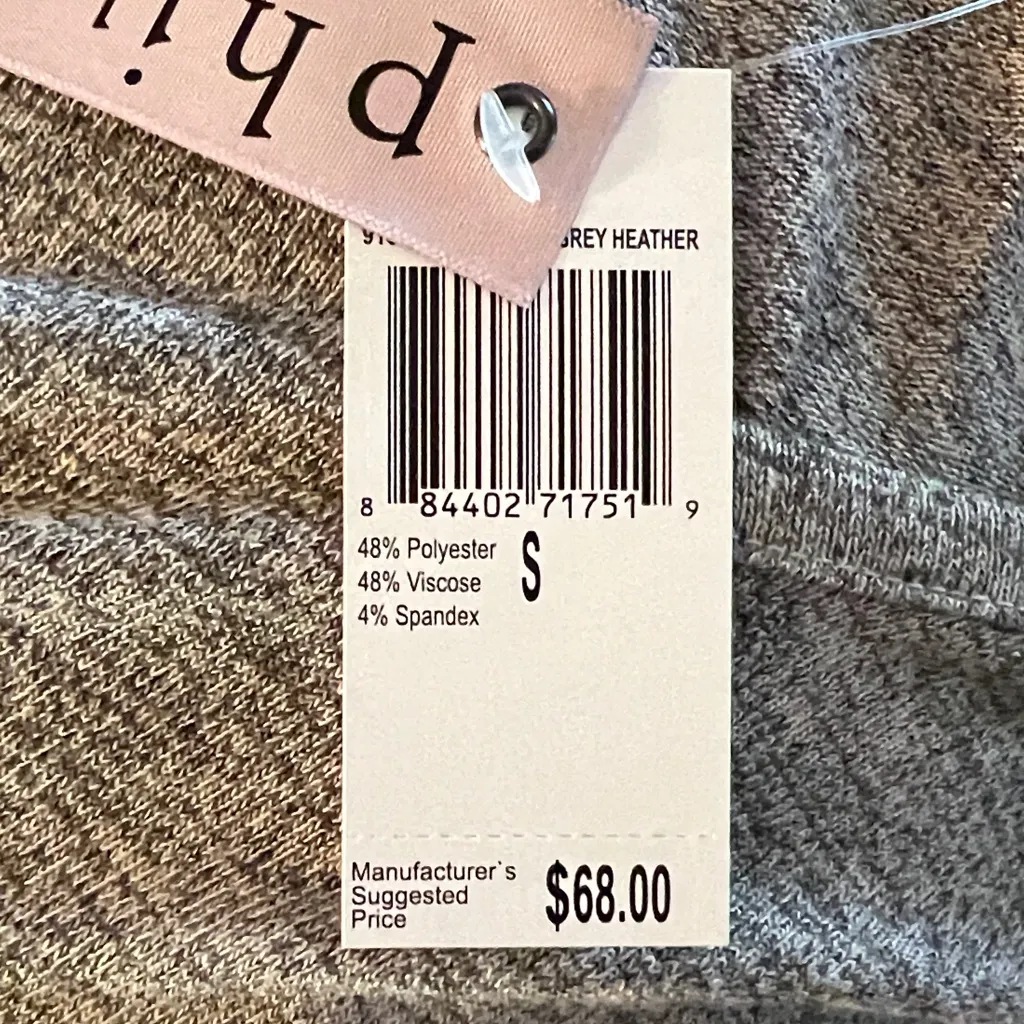 phi
GREY HEATHER
8 84402 71751 9
48% Polyester
48% Viscose
4% Spandex
S
Manufacturer`s
Suggested
Price
$68.00